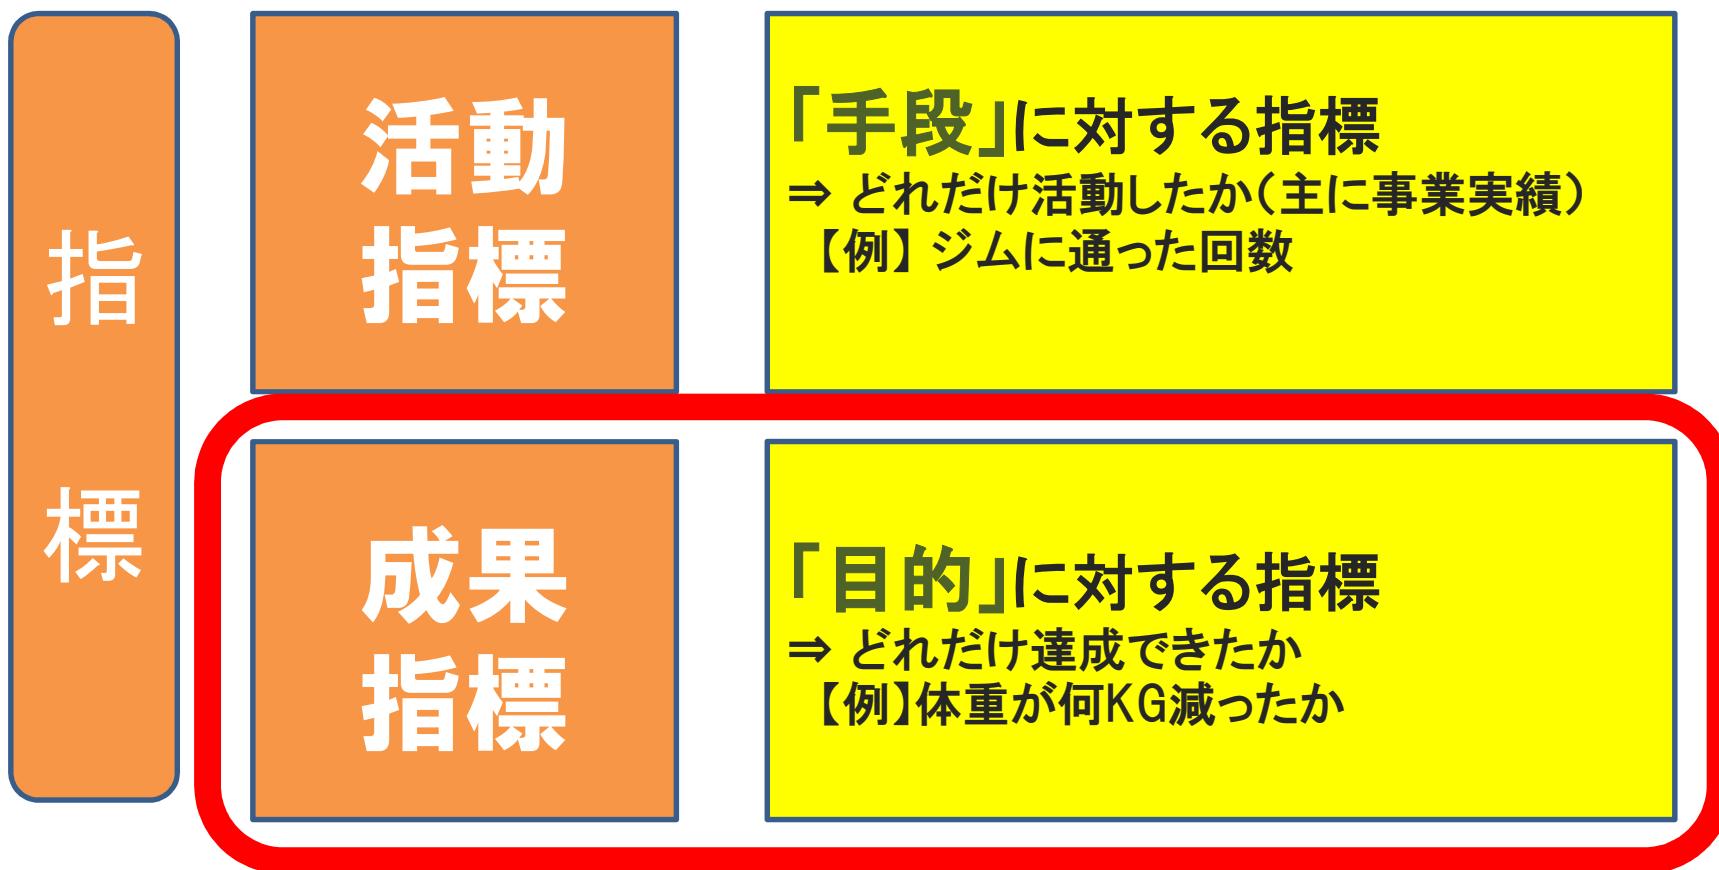 指標
活動
指標
「手段」に対する指標
⇒ どれだけ活動したか（主に事業実績）
【例】 ジムに通った回数
成果
指標
「目的」に対する指標
⇒ どれだけ達成できたか
【例】体重が何KG減ったか